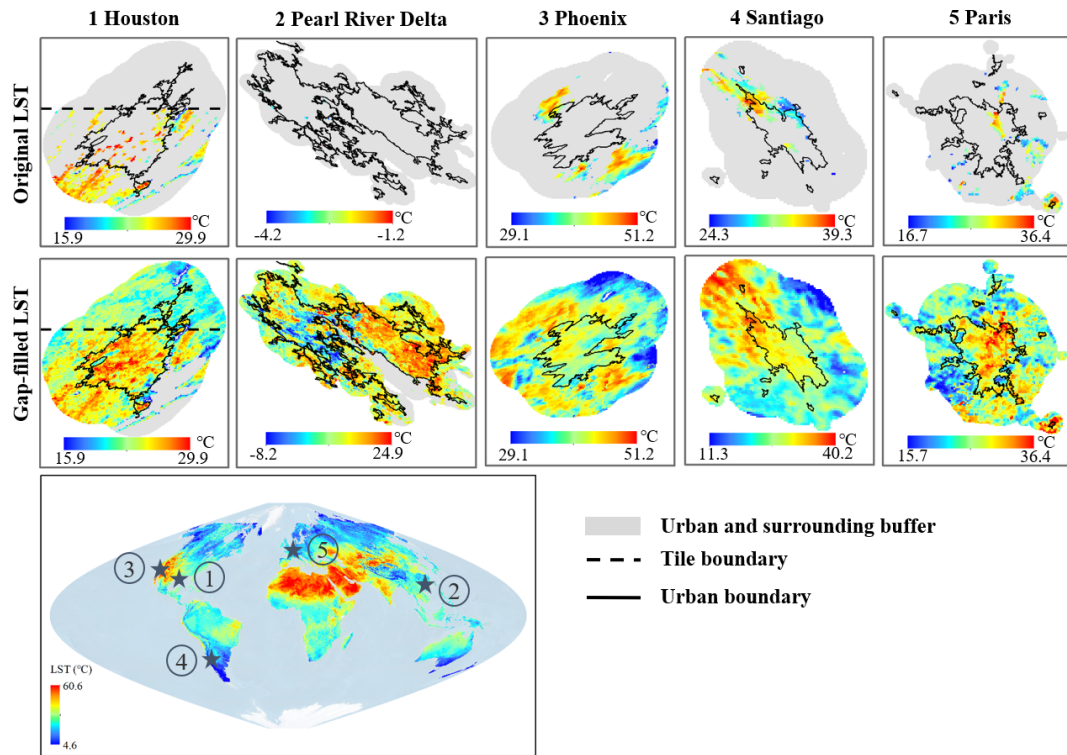 1 Houston 2 Pearl River Delta 3 Phoenix 4 Santiago 5 Paris
Original LST
°C °C °C °C °C
15.9 29.9 -4.2 -1.2 29.1 51.2 24.3 39.3 16.7 36.4
Gap-filled LST
°C °C °C °C °C
15.9 29.9 -8.2 24.9 29.1 51.2 11.3 40.2 15.7 36.4
3 1 5 2 4
LST (°C)
60.6
4.6
Urban and surrounding buffer
Tile boundary
Urban boundary